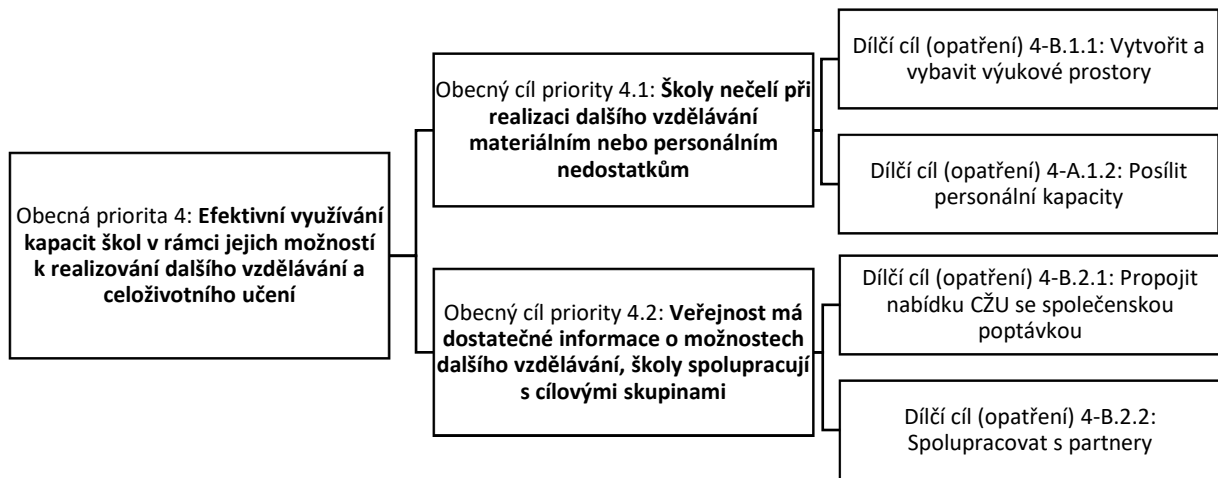 Obecná priorita 4: Efektivní využívání
kapacit škol v rámci jejich možností
k realizování dalšího vzdělávání a
celoživotního učení
Obecný cíl priority 4.1: Školy nečelí při
realizaci dalšího vzdělávání
materiálním nebo personálním
nedostatkům
Dílčí cíl (opatření) 4-B.1.1: Vytvořit a
vybavit výukové prostory
Dílčí cíl (opatření) 4-A.1.2: Posílit
personální kapacity
Obecný cíl priority 4.2: Veřejnost má
dostatečné informace o možnostech
dalšího vzdělávání, školy spolupracují
s cílovými skupinami
Dílčí cíl (opatření) 4-B.2.1: Propojit
nabídku CŽU se společenskou
poptávkou
Dílčí cíl (opatření) 4-B.2.2:
Spolupracovat s partnery